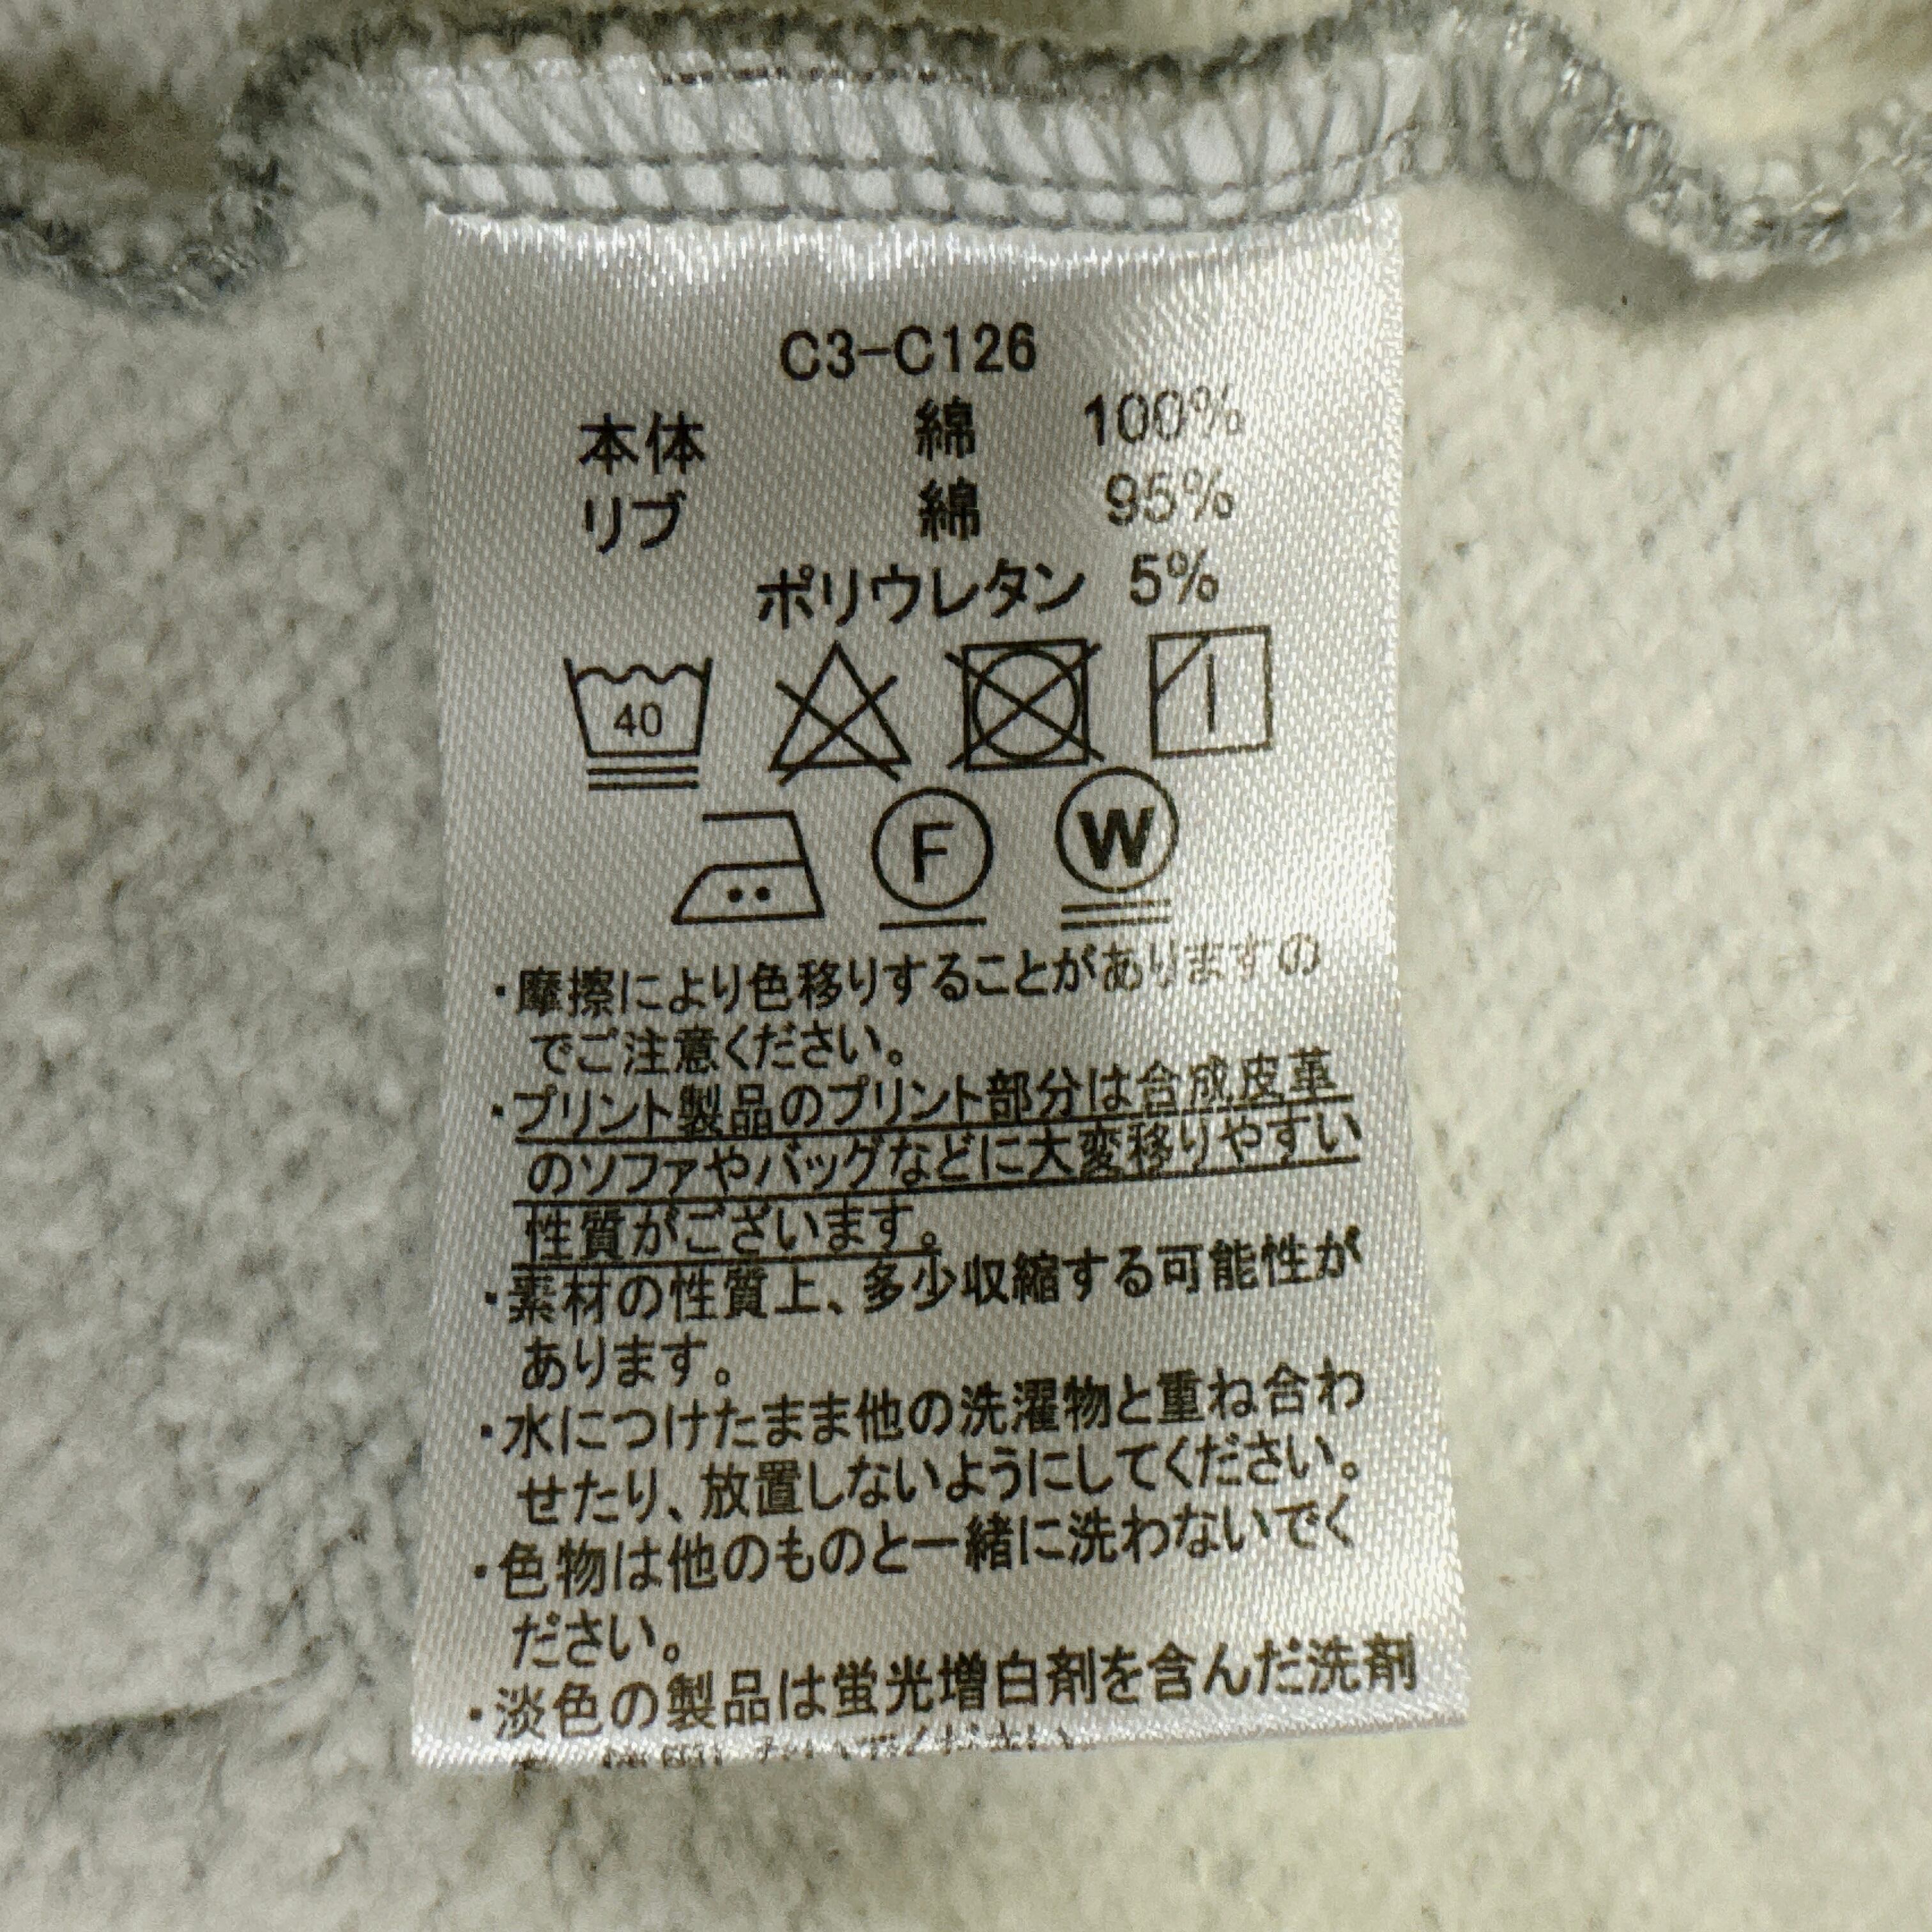 C3-C126
本体 綿 100%
リブ 綿 95%
ポリウレタン 5%
40
F W
・摩擦により色移りすることがありますの
でご注意ください。
・プリント製品のプリント部分は合成皮革
のソファやバッグなどに大変移りやすい
性質がございます。
・素材の性質上、多少収縮する可能性が
あります。
・水につけたまま他の洗濯物と重ね合わ
せたり、放置しないようにしてください。
・色物は他のものと一緒に洗わないでく
ださい。
・淡色の製品は蛍光増白剤を含んだ洗剤